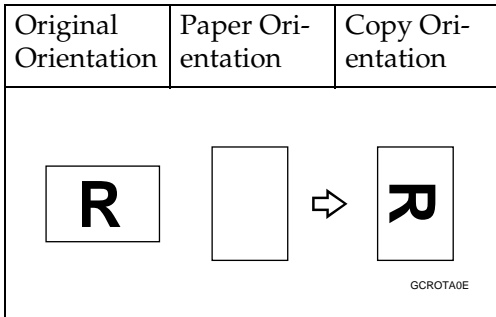 Original Orientation
Paper Ori-
entation
Copy Ori-
entation
R
R
GCROTA0E